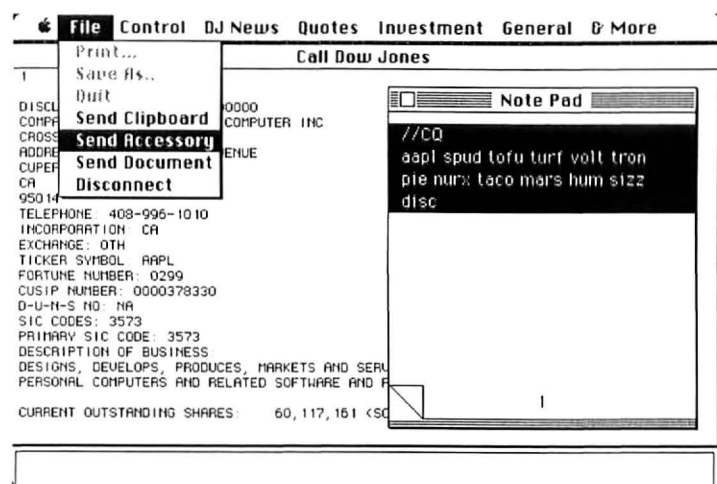 File Control DJ News Quotes Investment General & More
Call Dow Jones
Print...
Save As..
Quit
Send Clipboard
Send Accessory
Send Document
Disconnect
1
DISCL 00000
COMPA COMPUTER INC
CROSS
ADDRE ENUE
CUPER
CA
95014
TELEPHONE: 408-996-1010
INCORPORATION: CA
EXCHANGE: OTH
TICKER SYMBOL: AAPL
FORTUNE NUMBER: 0299
CUSIP NUMBER: 0000378330
D-U-N-S NO: NA
SIC CODES: 3573
PRIMARY SIC CODE: 3573
DESCRIPTION OF BUSINESS:
DESIGNS, DEVELOPS, PRODUCES, MARKETS AND SERV
PERSONAL COMPUTERS AND RELATED SOFTWARE AND P
CURRENT OUTSTANDING SHARES: 60,117,161 (SO
Note Pad
//CQ
aapl spud tofu turf volt tron
pie nurx taco mars hum sizz
disc
1